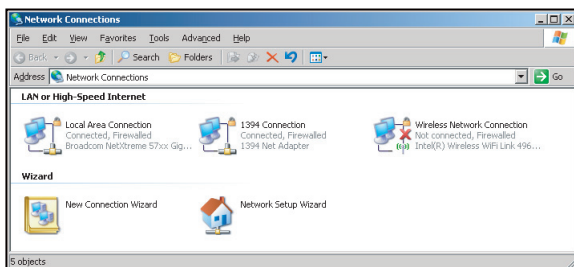 Network Connections
File Edit View Favorites Tools Advanced Help
Back Search Folders
Address Network Connections Go
LAN or High-Speed Internet
Local Area Connection
Connected, Firewalled
Broadcom NetXtreme 57xx Gig...
1394 Connection
Connected, Firewalled
1394 Net Adapter
Wireless Network Connection
Not connected, Firewalled
Intel(R) Wireless WiFi Link 496...
Wizard
New Connection Wizard
Network Setup Wizard
5 objects